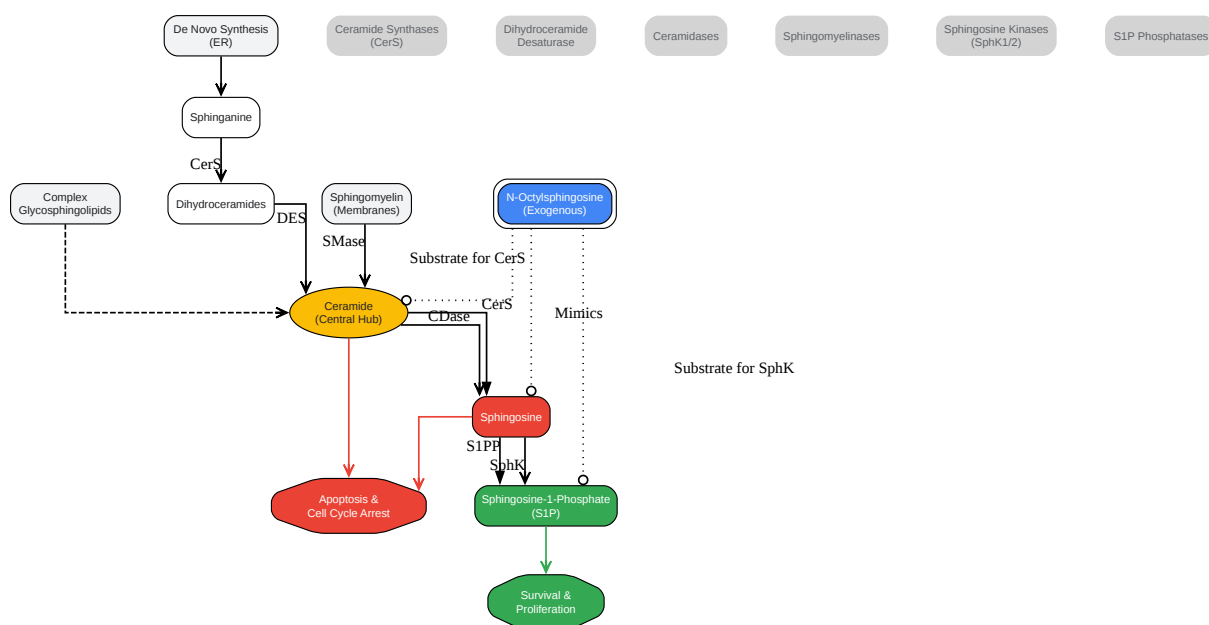 De Novo Synthesis
(ER)
Ceramide Synthases
(CerS)
Dihydroceramide
Desaturase
Ceramidases
Sphingomyelinases
Sphingosine Kinases
(SphK1/2)
S1P Phosphatases
Sphinganine
CerS
Complex
Glycosphingolipids
Dihydroceramides
Sphingomyelin
(Membranes)
N-Octylsphingosine
(Exogenous)
DES
SMase
Substrate for CerS
Ceramide
(Central Hub)
CerS
CDase
Mimics
Substrate for SphK
Sphingosine
S1PP
SphK
Apoptosis &
Cell Cycle Arrest
Sphingosine-1-Phosphate
(S1P)
Survival &
Proliferation